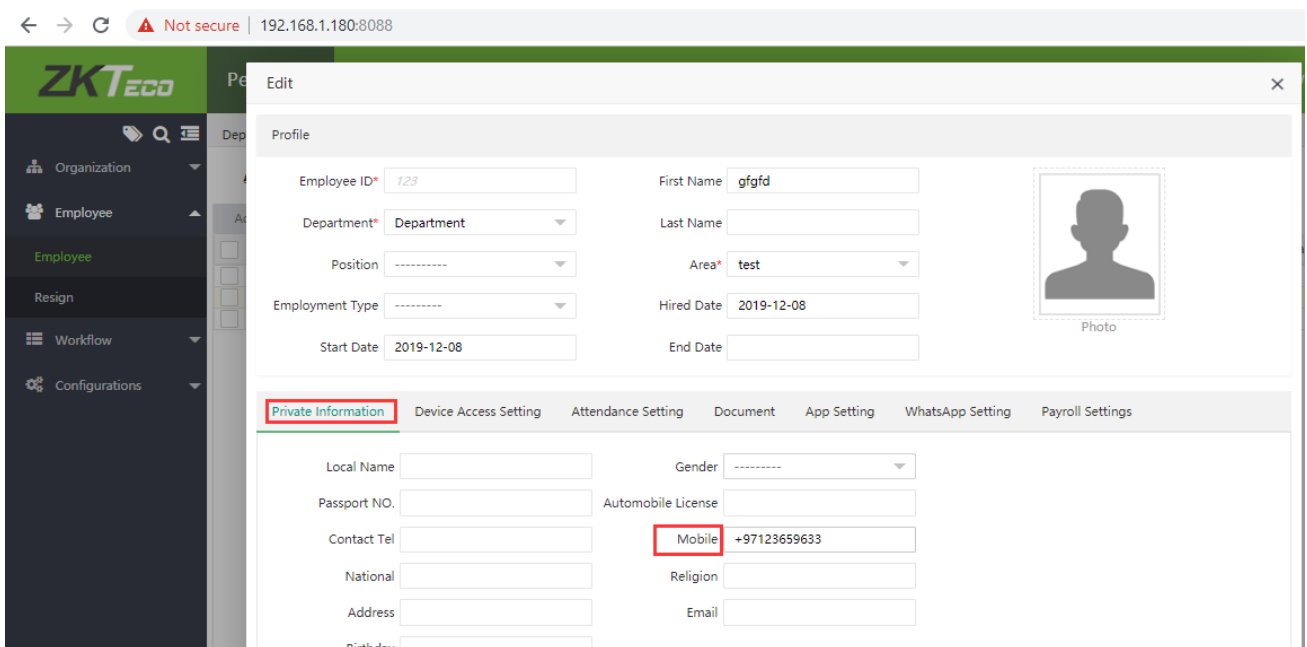 Not secure | 192.168.1.180:8088
ZKTECO
Pe
Edit
Dep
Profile
Organization
Employee ID* 123
First Name gfgfd
Employee
Department* Department
Last Name
Employee
Position ----------
Area* test
Resign
Employment Type ---------
Hired Date 2019-12-08
Photo
Workflow
Start Date 2019-12-08
End Date
Configurations
Private Information Device Access Setting Attendance Setting Document App Setting WhatsApp Setting Payroll Settings
Local Name
Gender ---------
Passport NO.
Automobile License
Contact Tel
Mobile +97123659633
National
Religion
Address
Email
Birthday